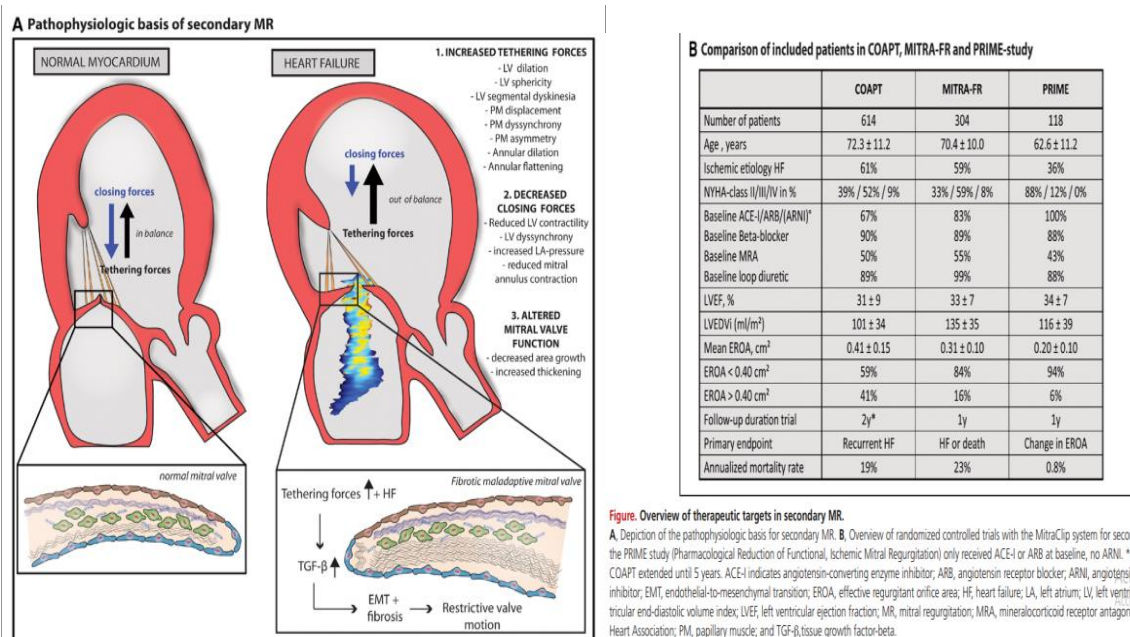 A Pathophysiologic basis of secondary MR
NORMAL MYOCARDIUM
closing forces
in balance
Tethering forces
HEART FAILURE
closing forces
out of balance
Tethering forces
1. INCREASED TETHERING FORCES
- LV dilation
- LV sphericity
- LV segmental dyskinesia
- PM displacement
- PM dyssynchrony
- PM asymmetry
- Annular dilation
- Annular flattening
2. DECREASED
CLOSING FORCES
- Reduced LV contractility
- LV dyssynchrony
- increased LA-pressure
- reduced mitral
annulus contraction
3. ALTERED
MITRAL VALVE
FUNCTION
- decreased area growth
- increased thickening
normal mitral valve
Fibrotic maladaptive mitral valve
Tethering forces + HF
TGF-β
EMT +
fibrosis
Restrictive valve
motion
B Comparison of included patients in COAPT, MITRA-FR and PRIME-study
COAPT MITRA-FR PRIME
Number of patients 614 304 118
Age , years 72.3 ± 11.2 70.4 ± 10.0 62.6 ± 11.2
Ischemic etiology HF 61% 59% 36%
NYHA-class II/III/IV in % 39% / 52% / 9% 33% / 59% / 8% 88% / 12% / 0%
Baseline ACE-I/ARB/(ARNI)° 67% 83% 100%
Baseline Beta-blocker 90% 89% 88%
Baseline MRA 50% 55% 43%
Baseline loop diuretic 89% 99% 88%
LVEF, % 31 ± 9 33 ± 7 34 ± 7
LVEDVi (ml/m²) 101 ± 34 135 ± 35 116 ± 39
Mean EROA, cm² 0.41 ± 0.15 0.31 ± 0.10 0.20 ± 0.10
EROA < 0.40 cm² 59% 84% 94%
EROA > 0.40 cm² 41% 16% 6%
Follow-up duration trial 2y* 1y 1y
Primary endpoint Recurrent HF HF or death Change in EROA
Annualized mortality rate 19% 23% 0.8%
Figure. Overview of therapeutic targets in secondary MR.
A, Depiction of the pathophysiologic basis for secondary MR. B, Overview of randomized controlled trials with the MitraClip system for
the PRIME study (Pharmacological Reduction of Functional, Ischemic Mitral Regurgitation) only received ACE-I or ARB at baseline, no ARNI. *
COAPT extended until 5 years. ACE-I indicates angiotensin-converting enzyme inhibitor; ARB, angiotensin receptor blocker; ARNI,
inhibitor; EMT, endothelial-to-mesenchymal transition; EROA, effective regurgitant orifice area; HF, heart failure; LA, left atrium; LV, left
tricular end-diastolic volume index; LVEF, left ventricular ejection fraction; MR, mitral regurgitation; MRA, mineralocorticoid receptor
Heart Association; PM, papillary muscle; and TGF-β,tissue growth factor-beta.